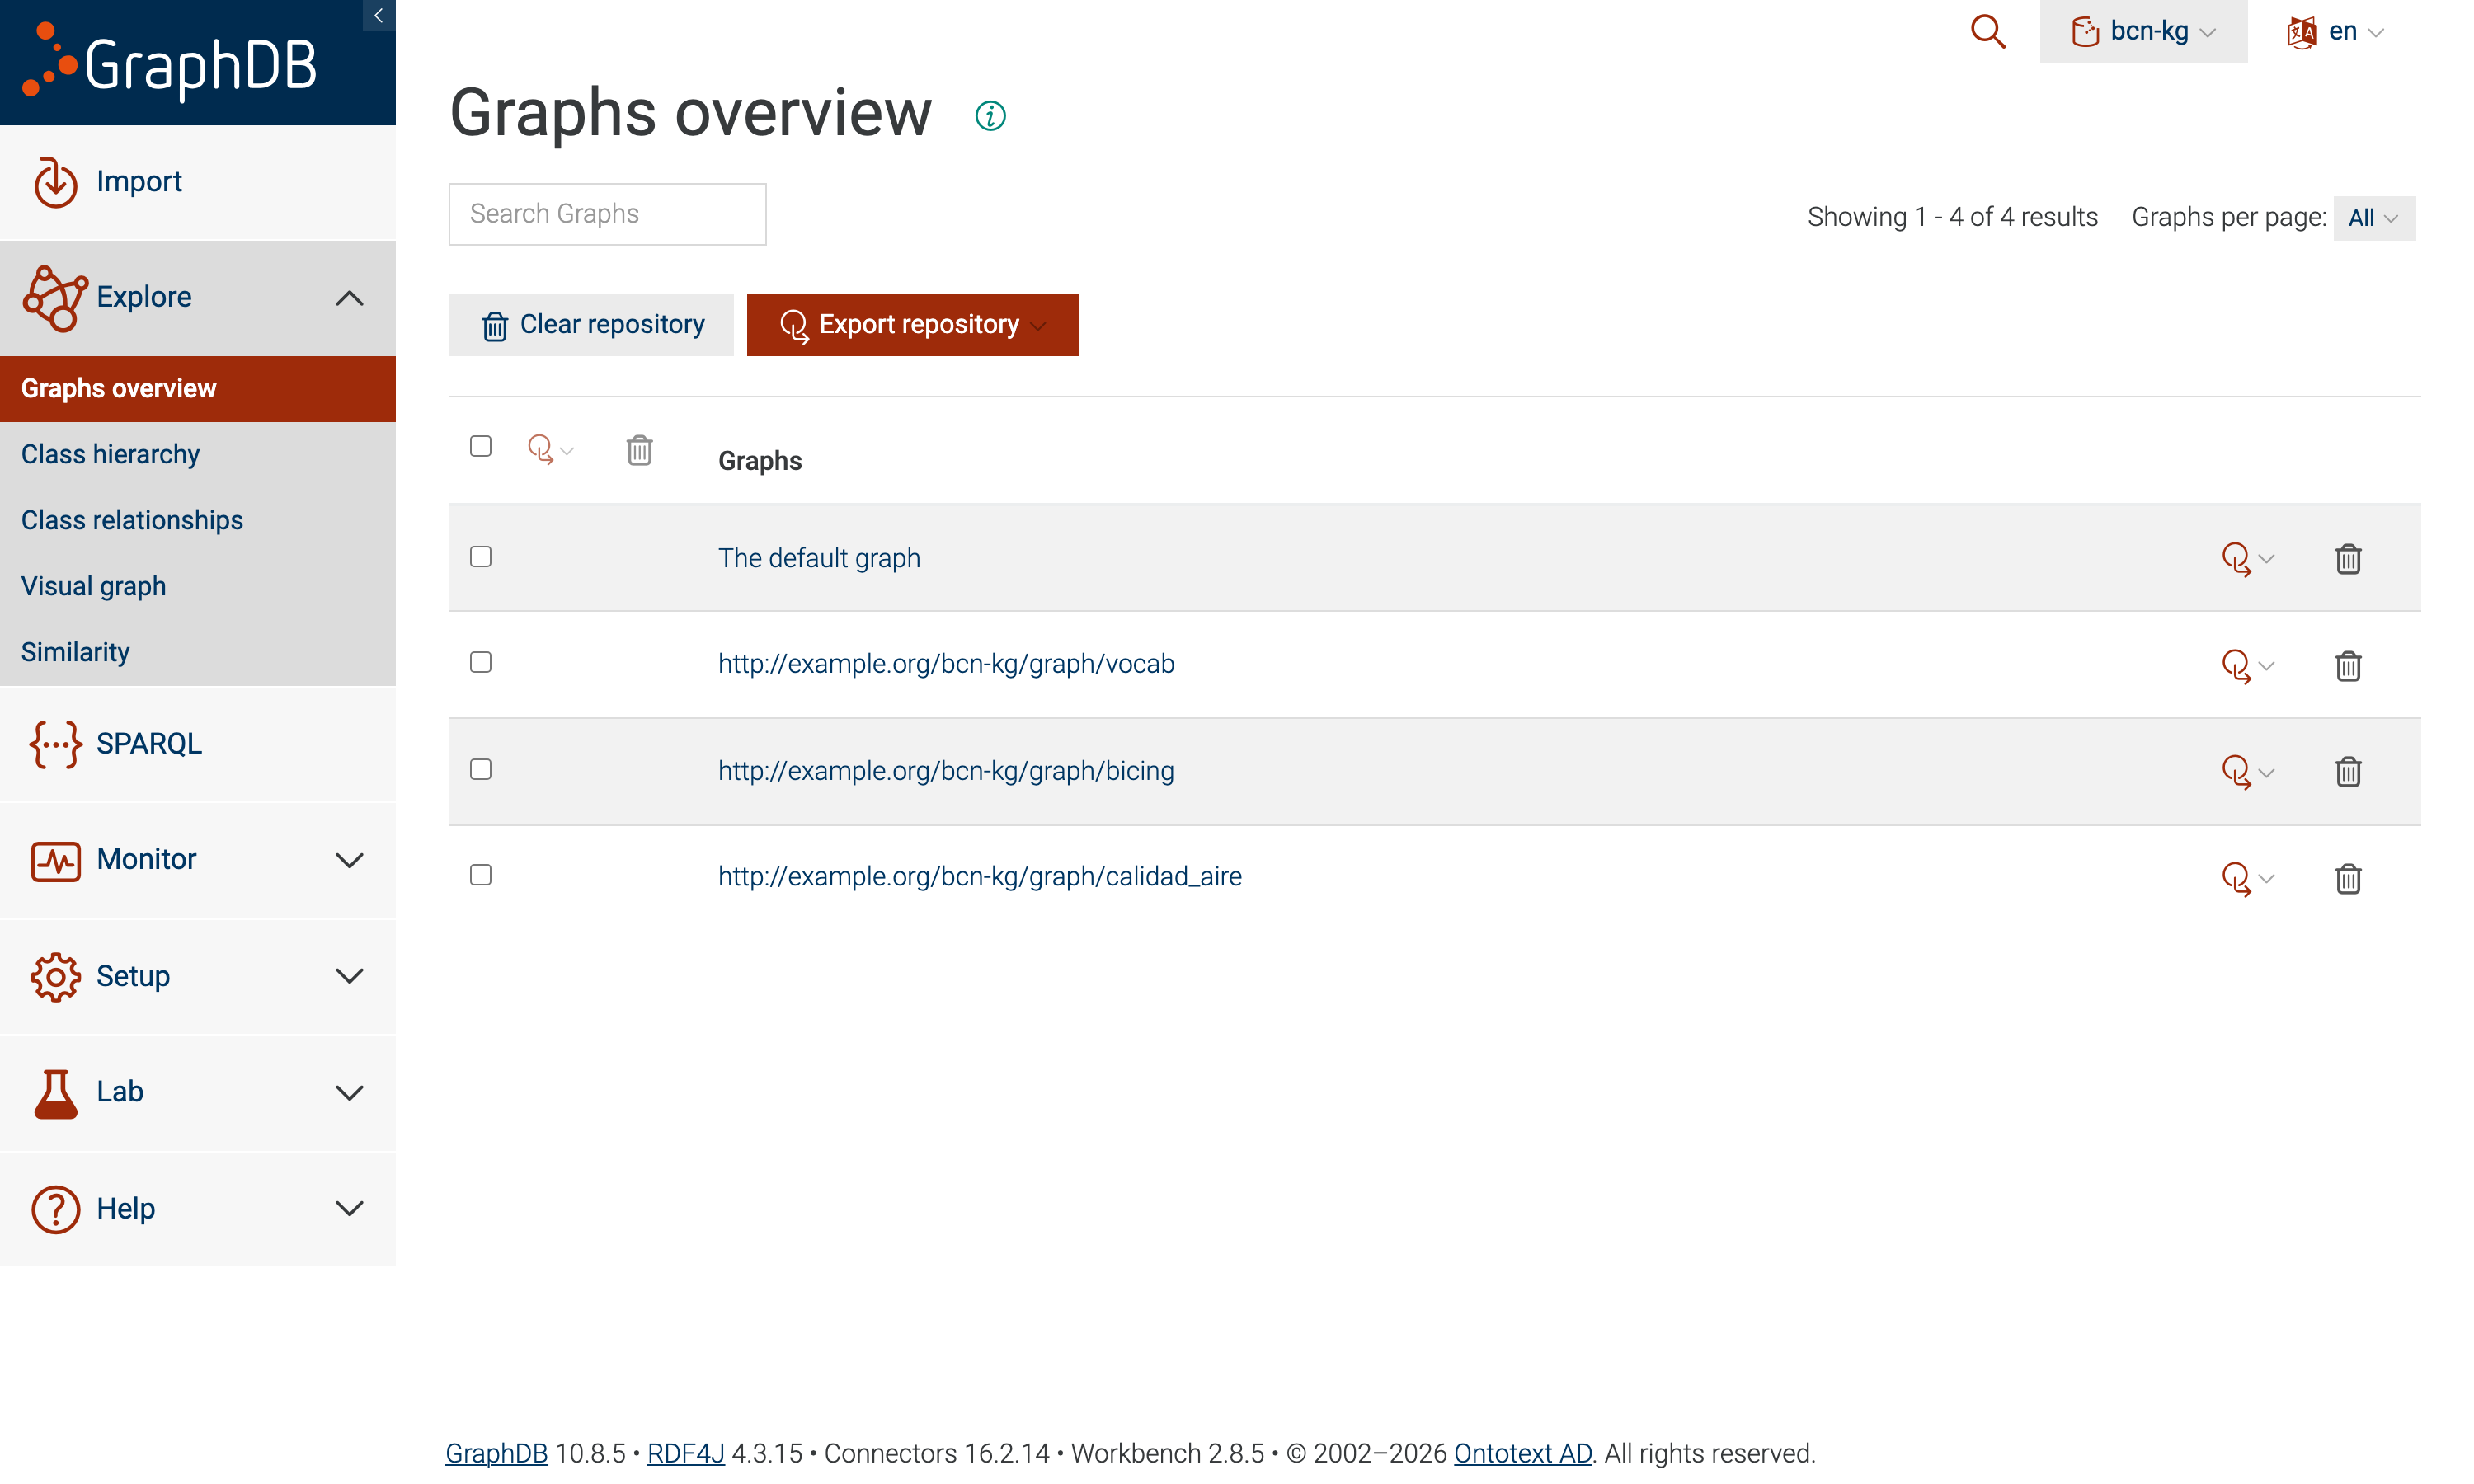 GraphDB
Import
Explore
Graphs overview
Class hierarchy
Class relationships
Visual graph
Similarity
SPARQL
Monitor
Setup
Lab
Help
bcn-kg
en
Graphs overview
Search Graphs
Showing 1 - 4 of 4 results
Graphs per page: All
Clear repository
Export repository
Graphs
The default graph
http://example.org/bcn-kg/graph/vocab
http://example.org/bcn-kg/graph/bicing
http://example.org/bcn-kg/graph/calidad_aire
GraphDB 10.8.5 • RDF4J 4.3.15 • Connectors 16.2.14 • Workbench 2.8.5 • © 2002–2026 Ontotext AD. All rights reserved.